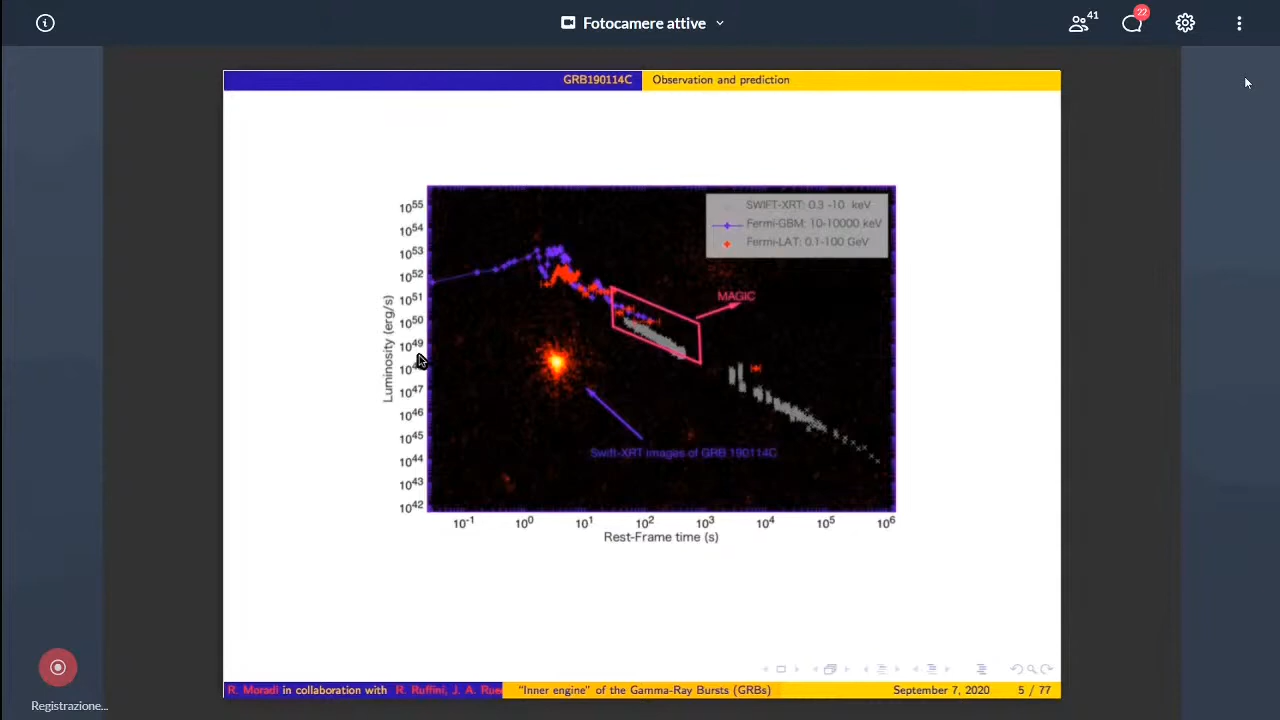 Fotocamere attive
41
22
GRB190114C Observation and prediction
SWIFT-XRT: 0.3 -10 keV
Fermi-GBM: 10-10000 keV
Fermi-LAT: 0.1-100 GeV
MAGIC
Swift-XRT images of GRB 190114C
Luminosity (erg/s)
10^55
10^54
10^53
10^52
10^51
10^50
10^49
10^47
10^46
10^45
10^44
10^43
10^42
10^-1 10^0 10^1 10^2 10^3 10^4 10^5 10^6
Rest-Frame time (s)
R. Moradi in collaboration with R. Ruffini, J. A. Rue
"Inner engine" of the Gamma-Ray Bursts (GRBs)
September 7, 2020 5 / 77
Registrazione...